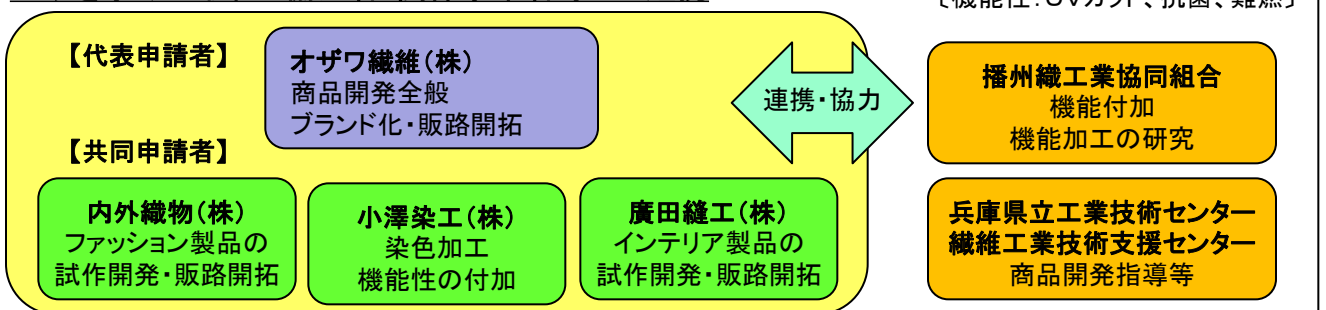 〔機能性:UVカット、抗菌、難燃〕
【代表申請者】
オザワ繊維(株)
商品開発全般
ブランド化・販路開拓
【共同申請者】
内外織物(株)
ファッション製品の
試作開発・販路開拓
小澤染工(株)
染色加工
機能性の付加
廣田縫工(株)
インテリア製品の
試作開発・販路開拓
連携・協力
播州織工業協同組合
機能付加
機能加工の研究
兵庫県立工業技術センター
繊維工業技術支援センター
商品開発指導等